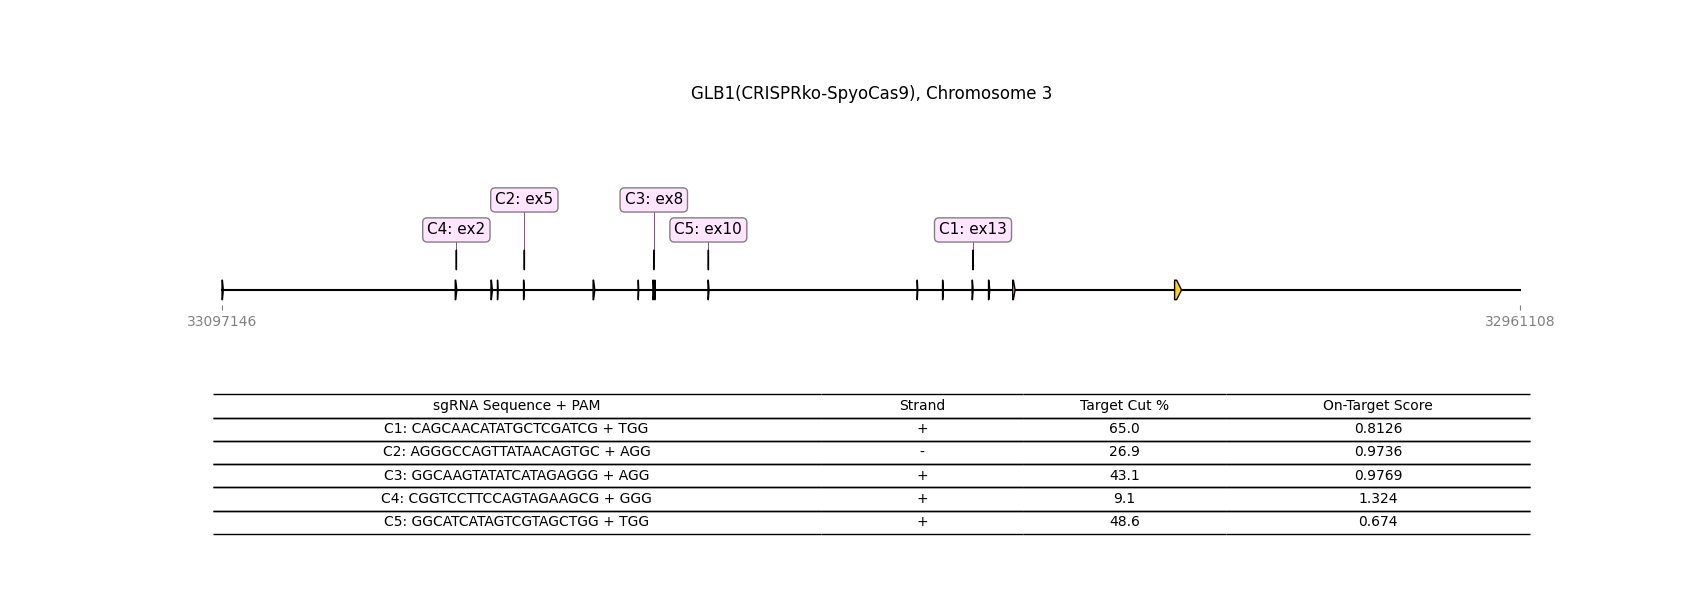 GLB1(CRISPRko-SpyoCas9), Chromosome 3
C2: ex5 C3: ex8
C4: ex2 C5: ex10 C1: ex13
33097146 32961108
sgRNA Sequence + PAM Strand Target Cut % On-Target Score
C1: CAGCAACATATGCTCGATCG + TGG + 65.0 0.8126
C2: AGGGCCAGTTATAACAGTGC + AGG - 26.9 0.9736
C3: GGCAAGTATATCATAGAGGG + AGG + 43.1 0.9769
C4: CGGTCCTTCCAGTAGAAGCG + GGG + 9.1 1.324
C5: GGCATCATAGTCGTAGCTGG + TGG + 48.6 0.674